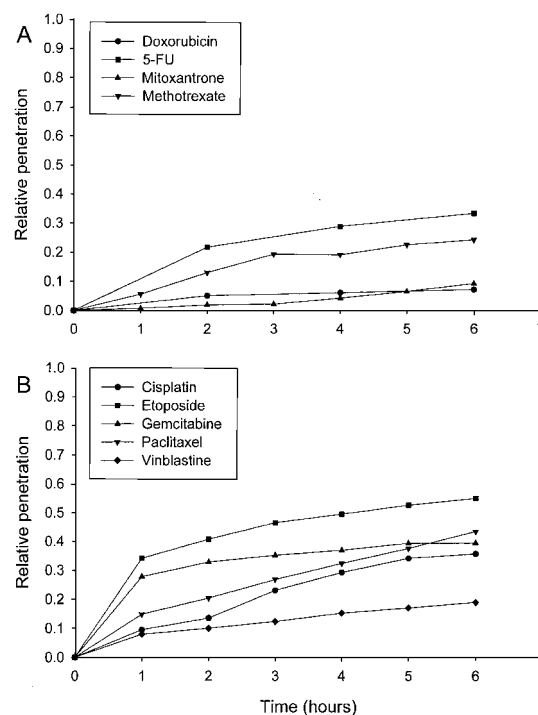 A
Doxorubicin
5-FU
Mitoxantrone
Methotrexate
Relative penetration
1.0
0.9
0.8
0.7
0.6
0.5
0.4
0.3
0.2
0.1
0.0
0 1 2 3 4 5 6
B
Cisplatin
Etoposide
Gemcitabine
Paclitaxel
Vinblastine
Relative penetration
1.0
0.9
0.8
0.7
0.6
0.5
0.4
0.3
0.2
0.1
0.0
0 1 2 3 4 5 6
Time (hours)